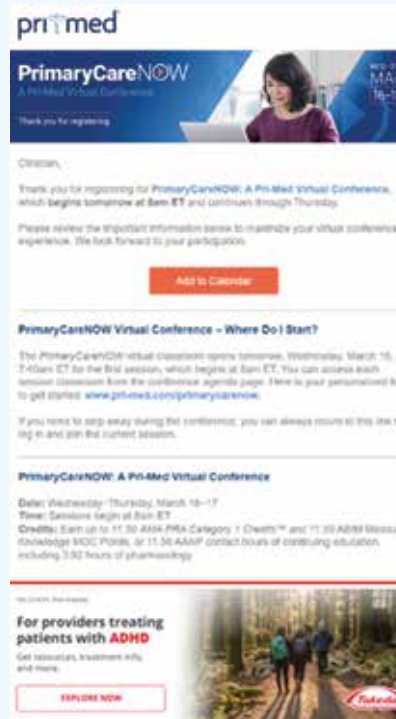 pri med
PrimaryCareNOW
A Pri-Med Virtual Conference
Thank you for registering
16–1
Clinician,
Thank you for registering for PrimaryCareNOW: A Pri-Med Virtual Conference,
which begins tomorrow at 8am ET and continues through Thursday.
Please review the important information below to maximize your virtual conference
experience. We look forward to your participation.
Add to Calendar
PrimaryCareNOW Virtual Conference – Where Do I Start?
The PrimaryCareNOW virtual classroom opens tomorrow, Wednesday, March 16,
7:40am ET for the first session, which begins at 8am ET. You can access each
session classroom from the conference agenda page. Here is your personalized
to get started: www.pri-med.com/primarycarenow.
If you need to step away during the conference, you can always return to this link
log in and join the current session.
PrimaryCareNOW: A Pri-Med Virtual Conference
Date: Wednesday–Thursday, March 16–17
Time: Sessions begin at 8am ET
Credits: Earn up to 11.50 AMA PRA Category 1 Credits™ and 11.50 ABIM Medical
Knowledge MOC Points, or 11.50 AANP contact hours of continuing education,
including 3.92 hours of pharmacology
For providers treating
patients with ADHD
Get resources, treatment info,
and more.
EXPLORE NOW
Takeda